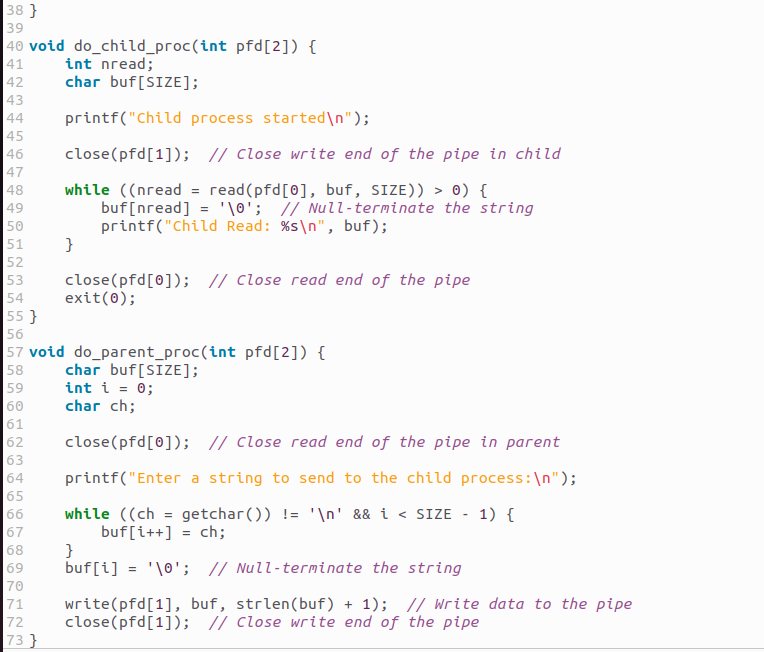 38 }
39
40 void do_child_proc(int pfd[2]) {
41     int nread;
42     char buf[SIZE];
43
44     printf("Child process started\n");
45
46     close(pfd[1]);  // Close write end of the pipe in child
47
48     while ((nread = read(pfd[0], buf, SIZE)) > 0) {
49         buf[nread] = '\0';  // Null-terminate the string
50         printf("Child Read: %s\n", buf);
51     }
52
53     close(pfd[0]);  // Close read end of the pipe
54     exit(0);
55 }
56
57 void do_parent_proc(int pfd[2]) {
58     char buf[SIZE];
59     int i = 0;
60     char ch;
61
62     close(pfd[0]);  // Close read end of the pipe in parent
63
64     printf("Enter a string to send to the child process:\n");
65
66     while ((ch = getchar()) != '\n' && i < SIZE - 1) {
67         buf[i++] = ch;
68     }
69     buf[i] = '\0';  // Null-terminate the string
70
71     write(pfd[1], buf, strlen(buf) + 1);  // Write data to the pipe
72     close(pfd[1]);  // Close write end of the pipe
73 }